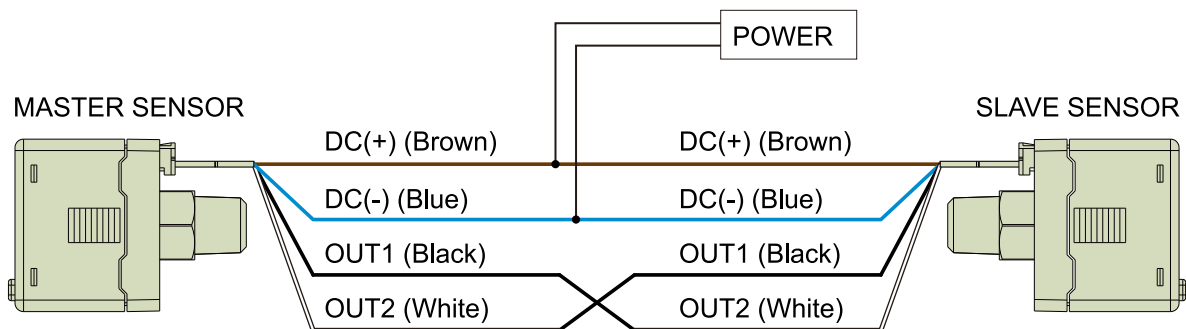 POWER
MASTER SENSOR
SLAVE SENSOR
DC(+) (Brown)
DC(+) (Brown)
DC(-) (Blue)
DC(-) (Blue)
OUT1 (Black)
OUT1 (Black)
OUT2 (White)
OUT2 (White)